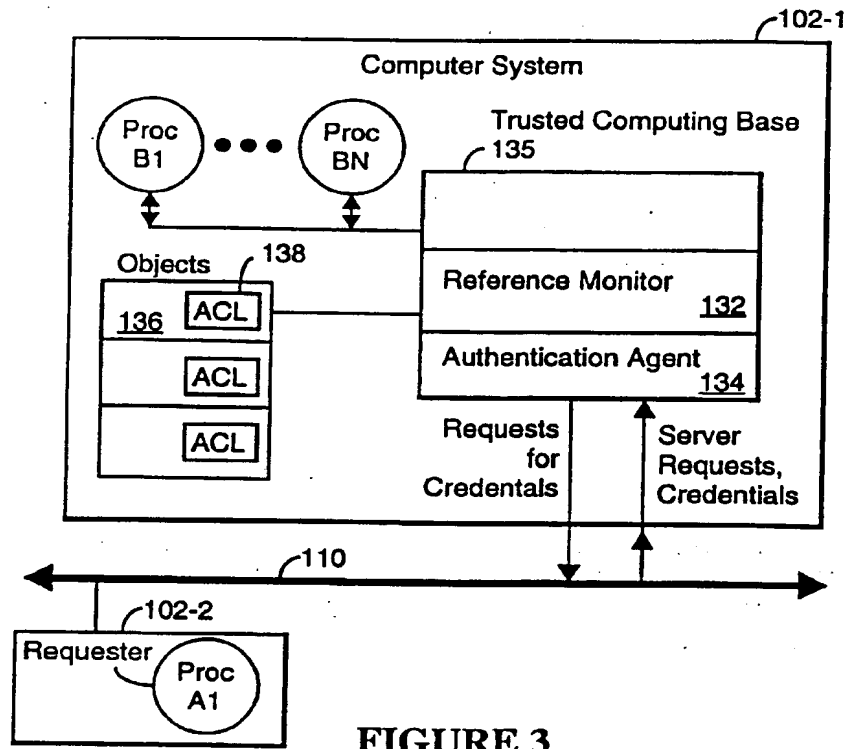 102-1
Computer System
Proc
B1
Proc
BN
Trusted Computing Base
135
Objects
138
136
ACL
ACL
ACL
Reference Monitor
132
Authentication Agent
134
Requests
for
Credentals
Server
Requests,
Credentials
110
102-2
Requester
Proc
A1
FIGURE 3